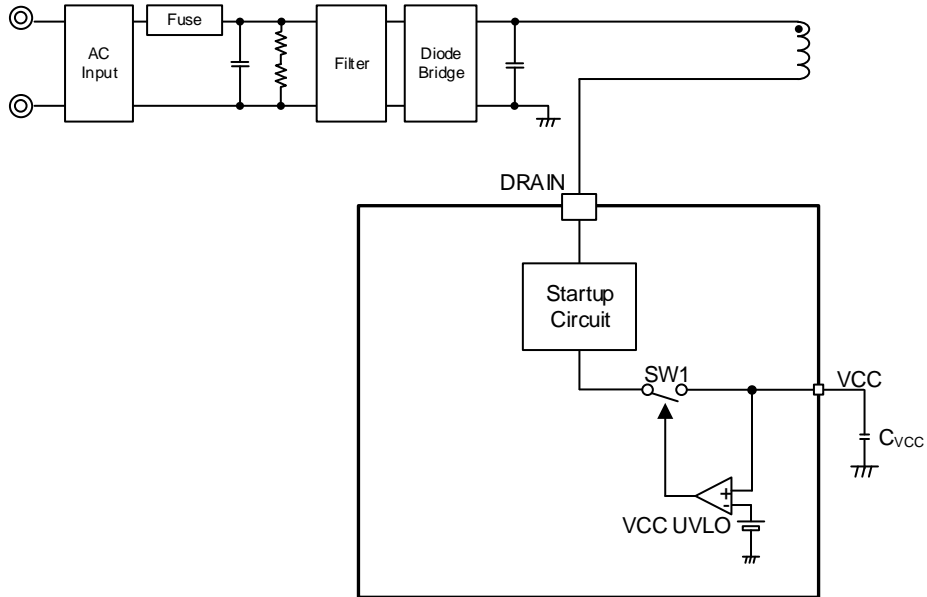 Fuse
AC
Input
Filter
Diode
Bridge
DRAIN
Startup
Circuit
SW1
VCC
CVCC
+
-
VCC UVLO